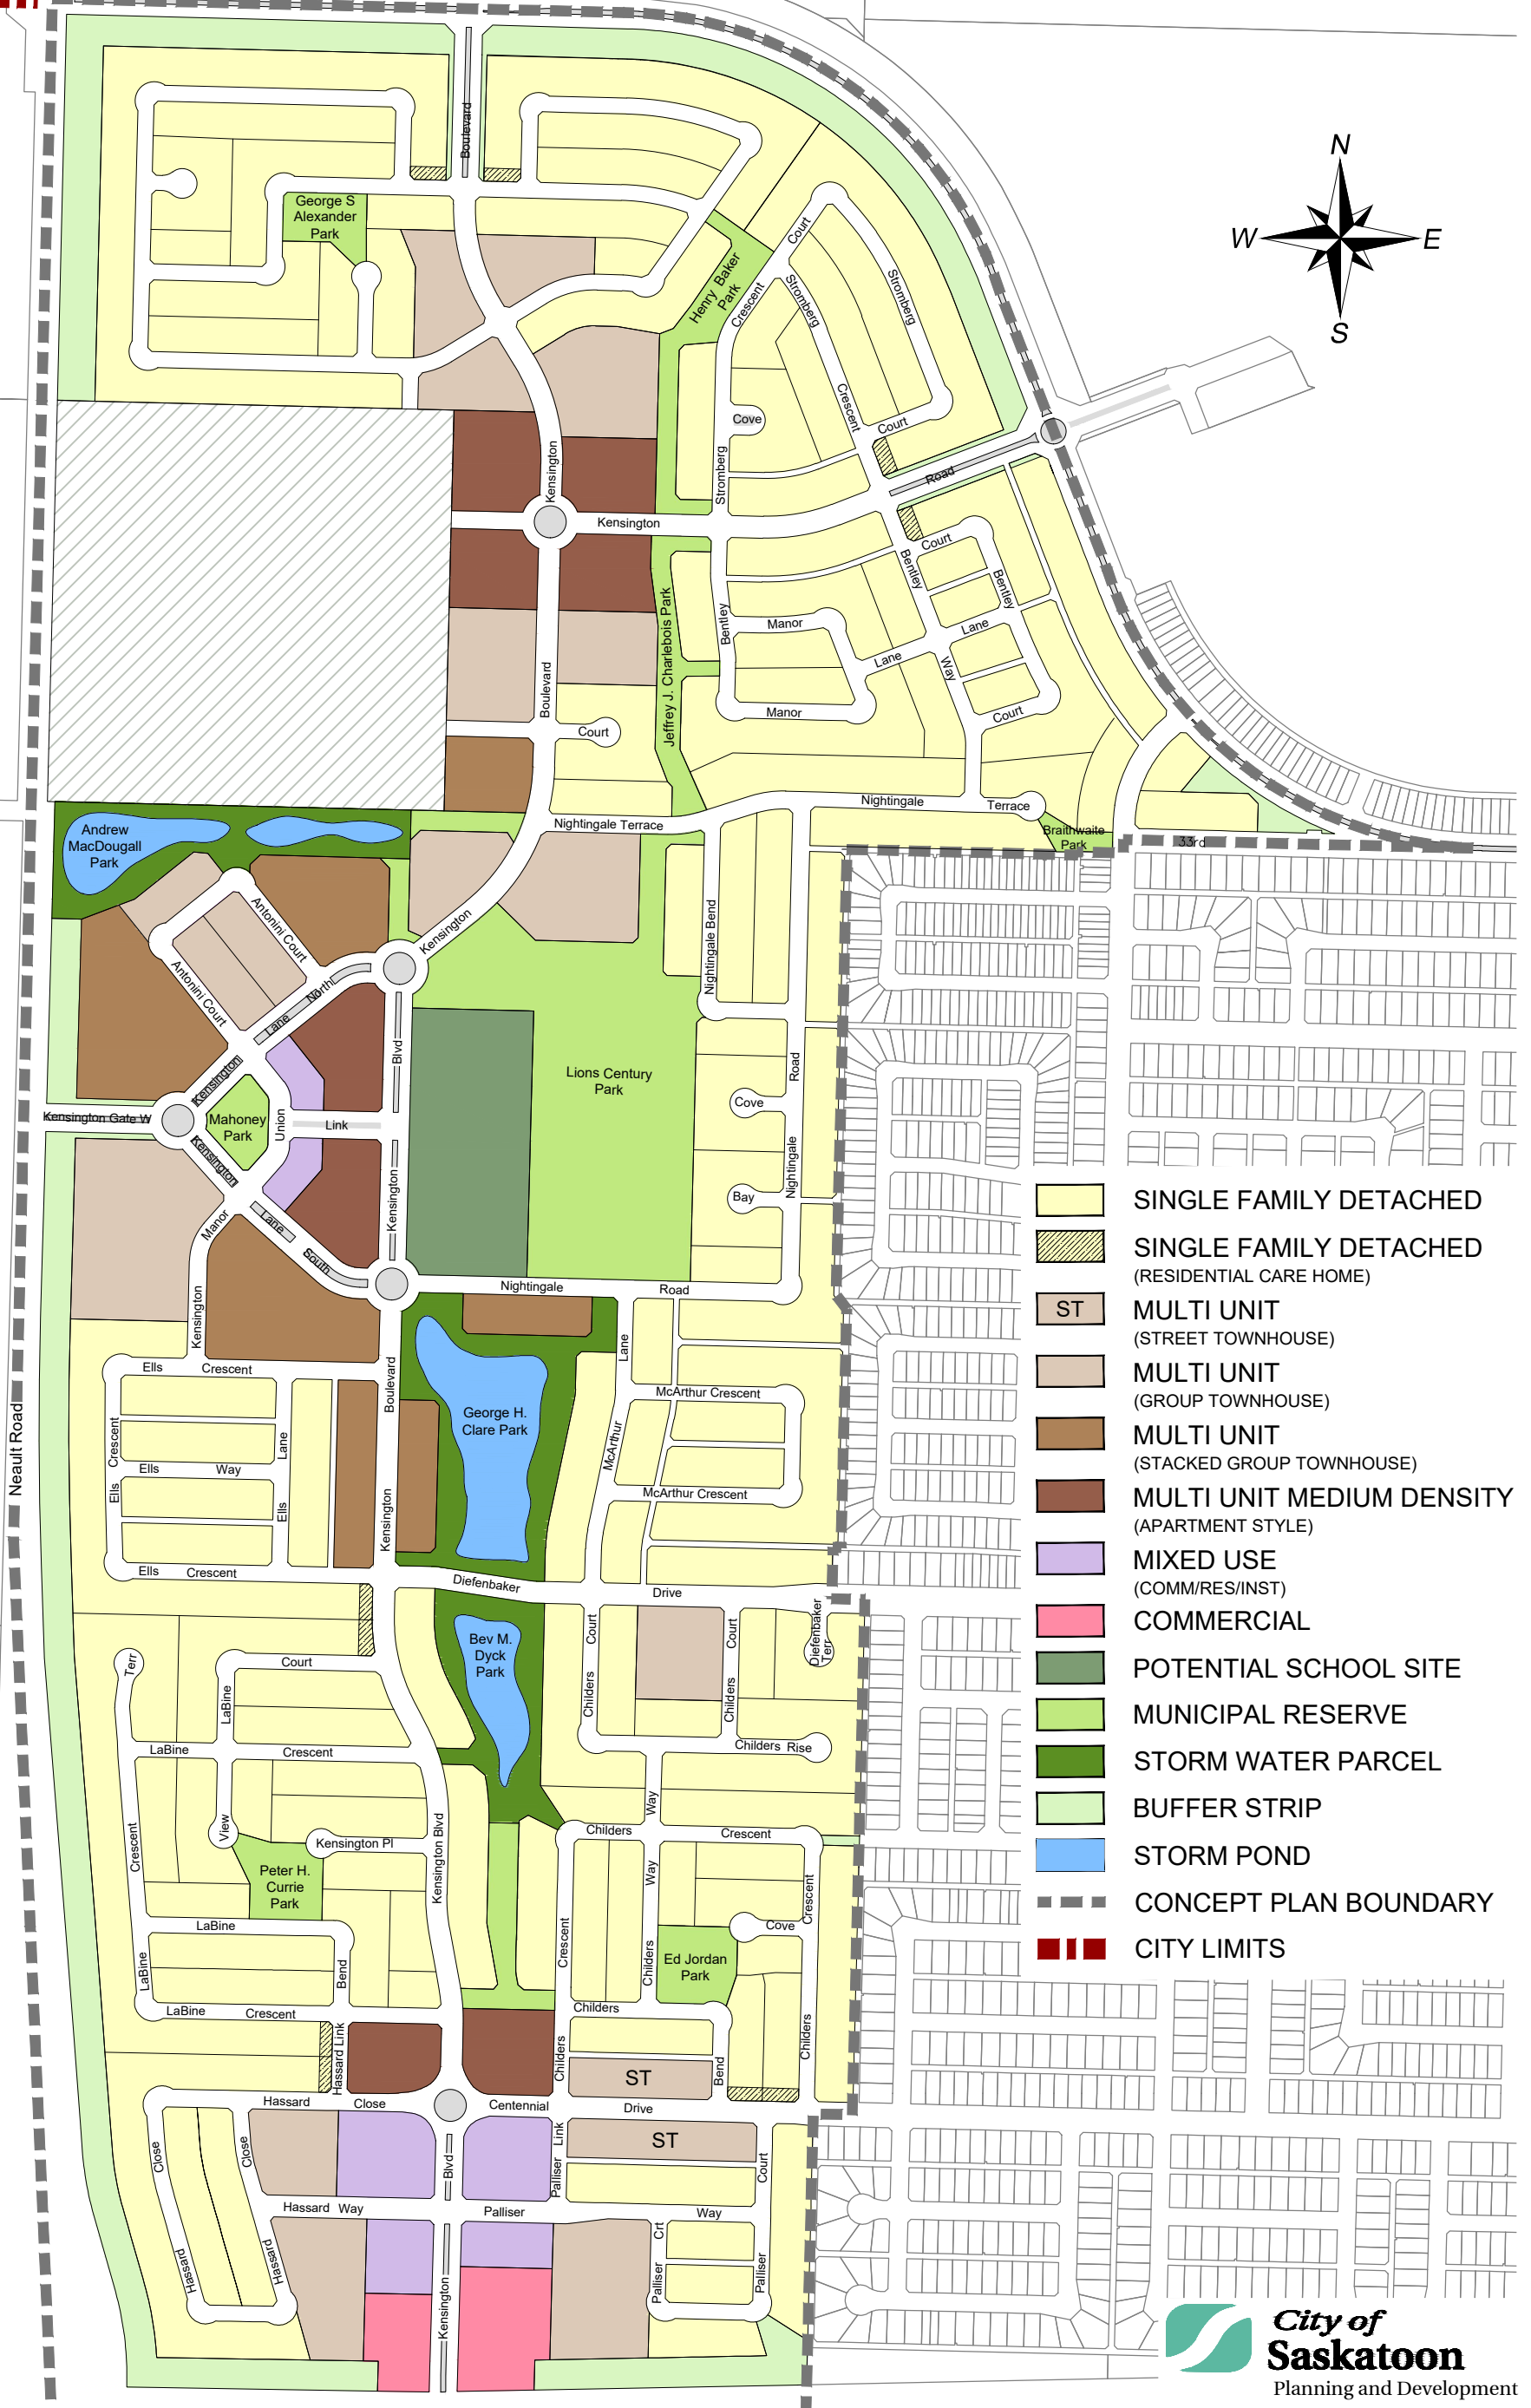 N
W
E
S
Boulevard
George S
Alexander
Park
Henry Baker
Park
Court
Crescent
Stromberg
Stromberg
Crescent
Court
Cove
Stromberg
Road
Kensington
Kensington
Court
Bentley
Bentley
Jeffrey J. Charlebois Park
Bentley
Manor
Lane
Lane
Way
Manor
Court
Boulevard
Court
Nightingale
Terrace
Nightingale Terrace
Braithwaite
Park
33rd
Andrew
MacDougall
Park
Antonini Court
Antonini Court
Kensington
Nightingale Bend
North
Lane
Blvd
Lions Century
Park
Road
Kensington
Kensington Gate W
Mahoney
Park
Union
Link
Cove
Kensington
Nightingale
Bay
Manor
Lane
South
Kensington
Nightingale
Road
Kensington
Lane
Ells
Crescent
Boulevard
McArthur Crescent
George H.
Clare Park
Crescent
Lane
McArthur
Ells
Way
Ells
Ells
Kensington
McArthur Crescent
Neault Road
Ells
Crescent
Diefenbaker
Drive
Diefenbaker
Terr
Bev M.
Dyck
Park
Court
Court
Terr
Court
LaBine
Childers
Childers
LaBine
Crescent
Childers Rise
View
Crescent
Kensington Pl
Kensington Blvd
Way
Childers
Crescent
Peter H.
Currie
Park
Way
Crescent
LaBine
Cove
Crescent
Childers
Ed Jordan
Park
LaBine
Bend
LaBine
Crescent
Childers
Childers
Childers
Hassard Link
ST
Bend
Hassard
Close
Centennial
Drive
Close
Close
Blvd
Link
Palliser
ST
Court
Hassard Way
Palliser
Way
Hassard
Hassard
Kensington
Crt
Palliser
Palliser
SINGLE FAMILY DETACHED
SINGLE FAMILY DETACHED
(RESIDENTIAL CARE HOME)
ST
MULTI UNIT
(STREET TOWNHOUSE)
MULTI UNIT
(GROUP TOWNHOUSE)
MULTI UNIT
(STACKED GROUP TOWNHOUSE)
MULTI UNIT MEDIUM DENSITY
(APARTMENT STYLE)
MIXED USE
(COMM/RES/INST)
COMMERCIAL
POTENTIAL SCHOOL SITE
MUNICIPAL RESERVE
STORM WATER PARCEL
BUFFER STRIP
STORM POND
CONCEPT PLAN BOUNDARY
CITY LIMITS
City of
Saskatoon
Planning and Development